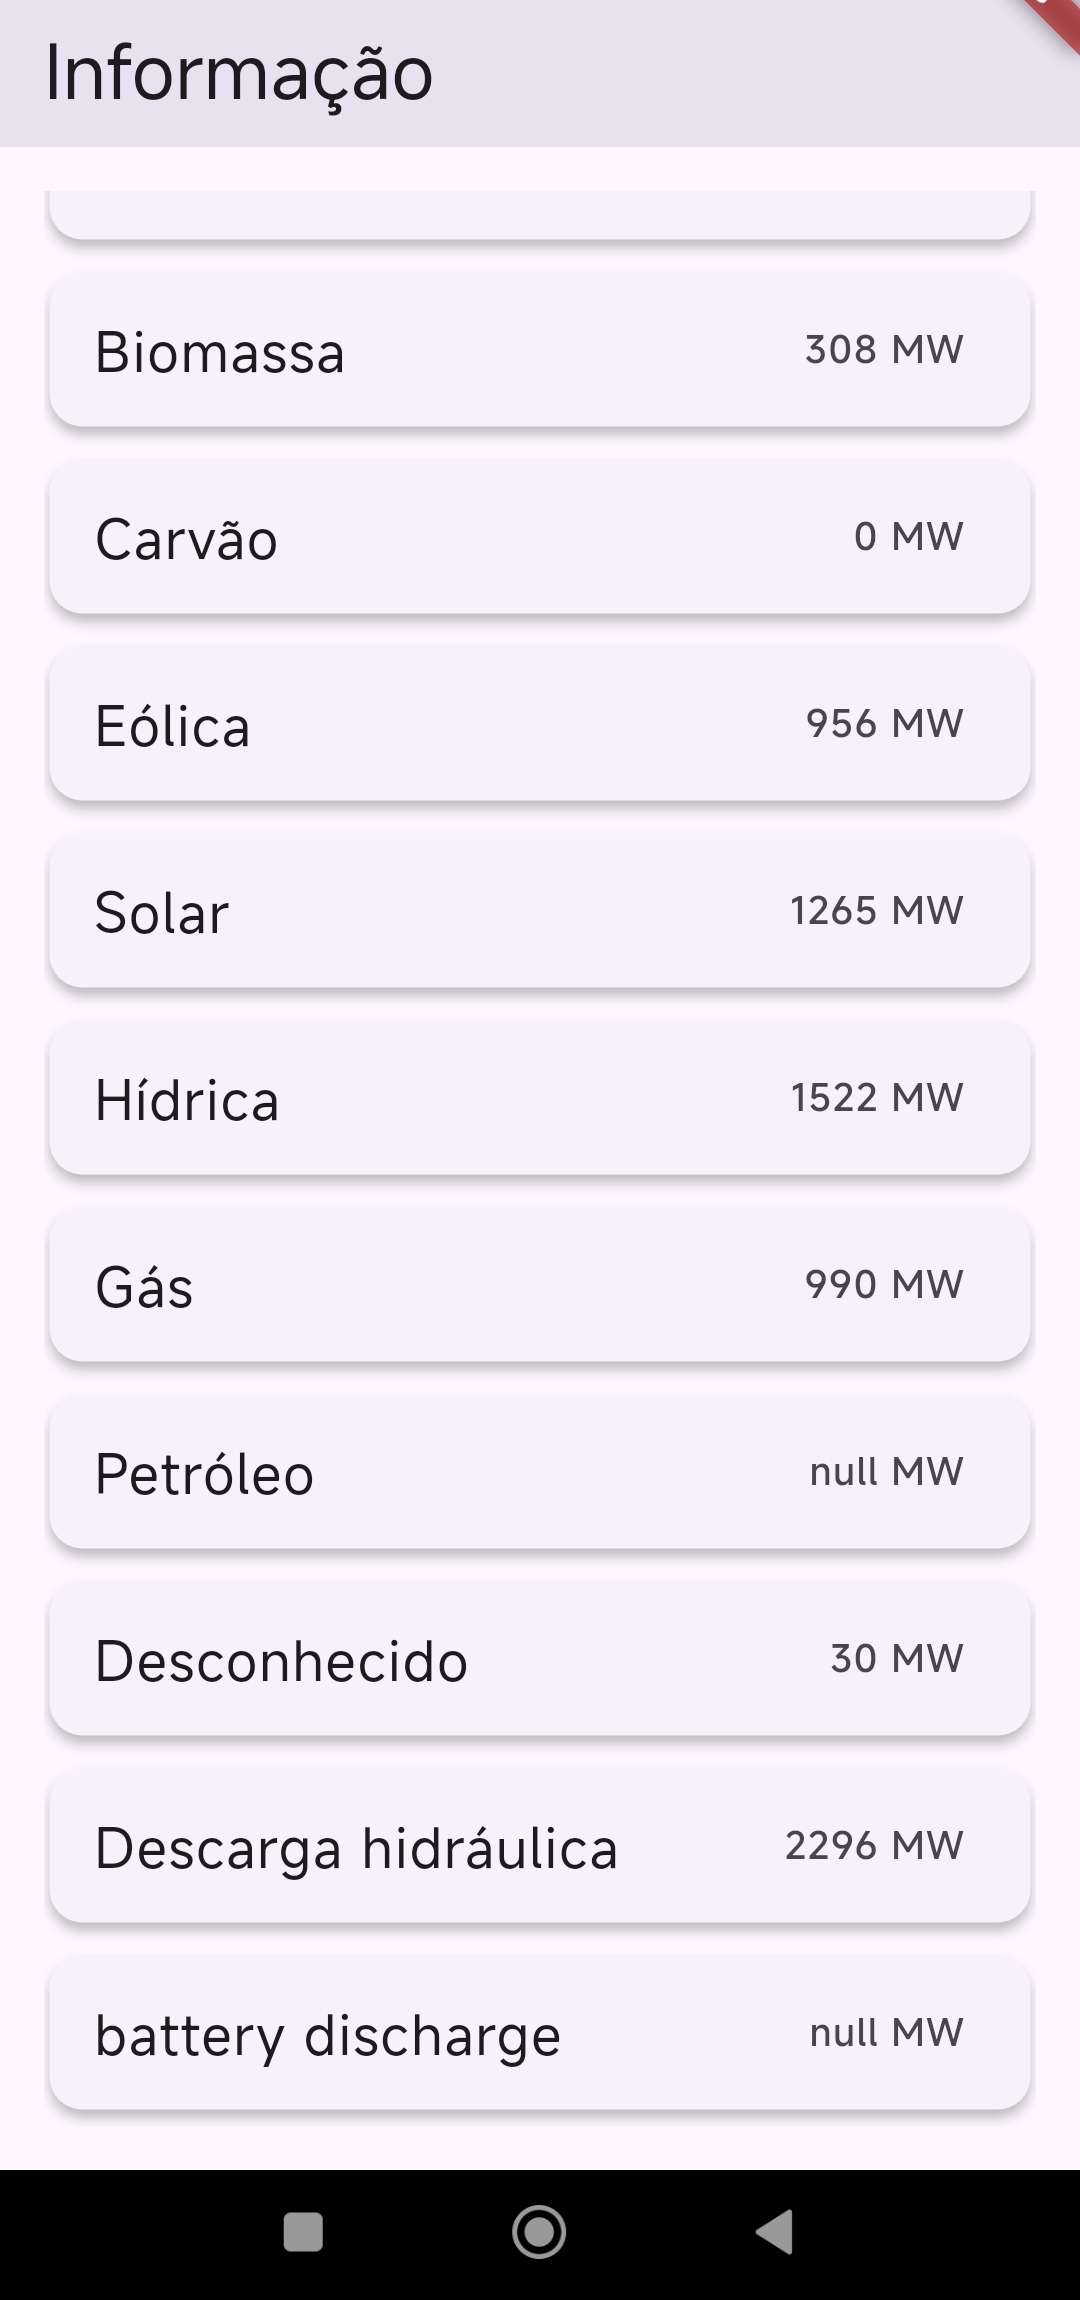 Informação
Biomassa 308 MW
Carvão 0 MW
Eólica 956 MW
Solar 1265 MW
Hídrica 1522 MW
Gás 990 MW
Petróleo null MW
Desconhecido 30 MW
Descarga hidráulica 2296 MW
battery discharge null MW